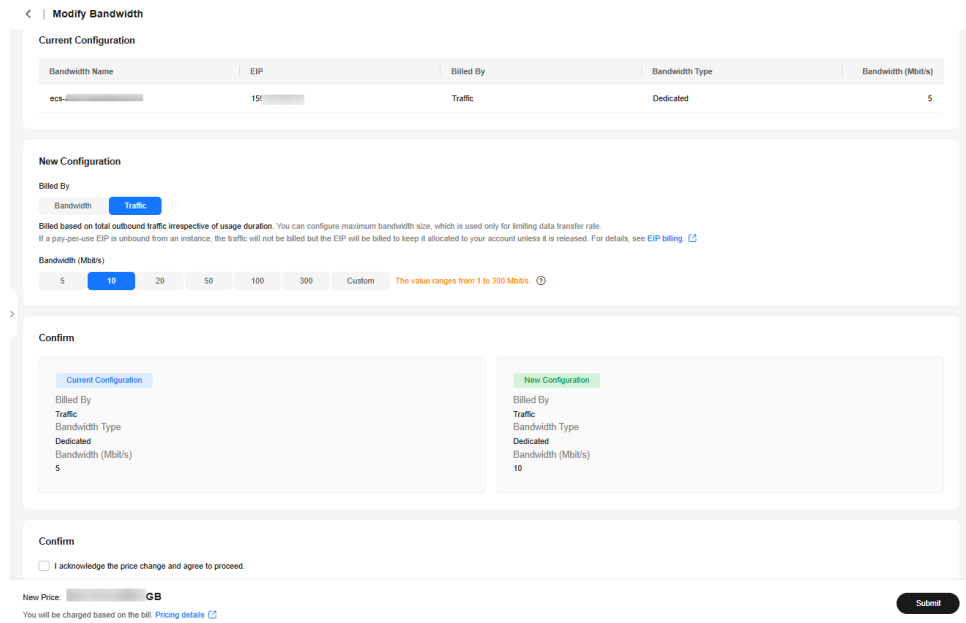 Modify Bandwidth
Current Configuration
Bandwidth Name EIP Billed By Bandwidth Type Bandwidth (Mbit/s)
ecs- 15 Traffic Dedicated 5
New Configuration
Billed By
Bandwidth Traffic
Billed based on total outbound traffic irrespective of usage duration. You can configure maximum bandwidth size, which is used only for limiting data transfer rate.
If a pay-per-use EIP is unbound from an instance, the traffic will not be billed but the EIP will be billed to keep it allocated to your account unless it is released. For details, see EIP billing.
Bandwidth (Mbit/s)
5 10 20 50 100 300 Custom The value ranges from 1 to 300 Mbit/s.
Confirm
Current Configuration
Billed By
Traffic
Bandwidth Type
Dedicated
Bandwidth (Mbit/s)
5
New Configuration
Billed By
Traffic
Bandwidth Type
Dedicated
Bandwidth (Mbit/s)
10
Confirm
I acknowledge the price change and agree to proceed.
New Price: GB
You will be charged based on the bill. Pricing details
Submit